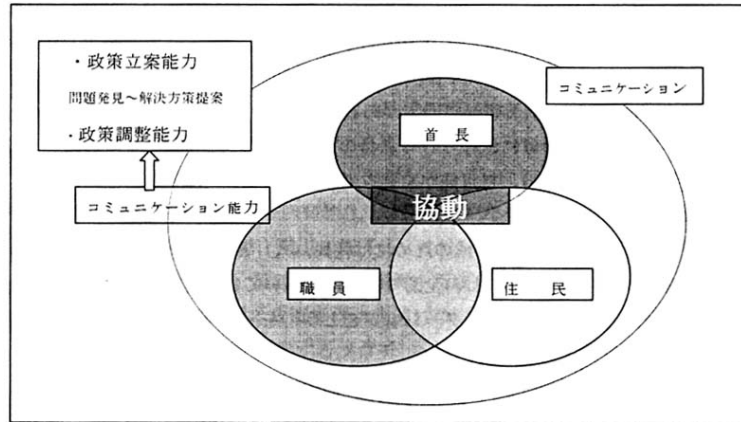 ・政策立案能力
問題発見～解決方策提案
・政策調整能力
コミュニケーション能力
コミュニケーション
首長
協動
職員
住民